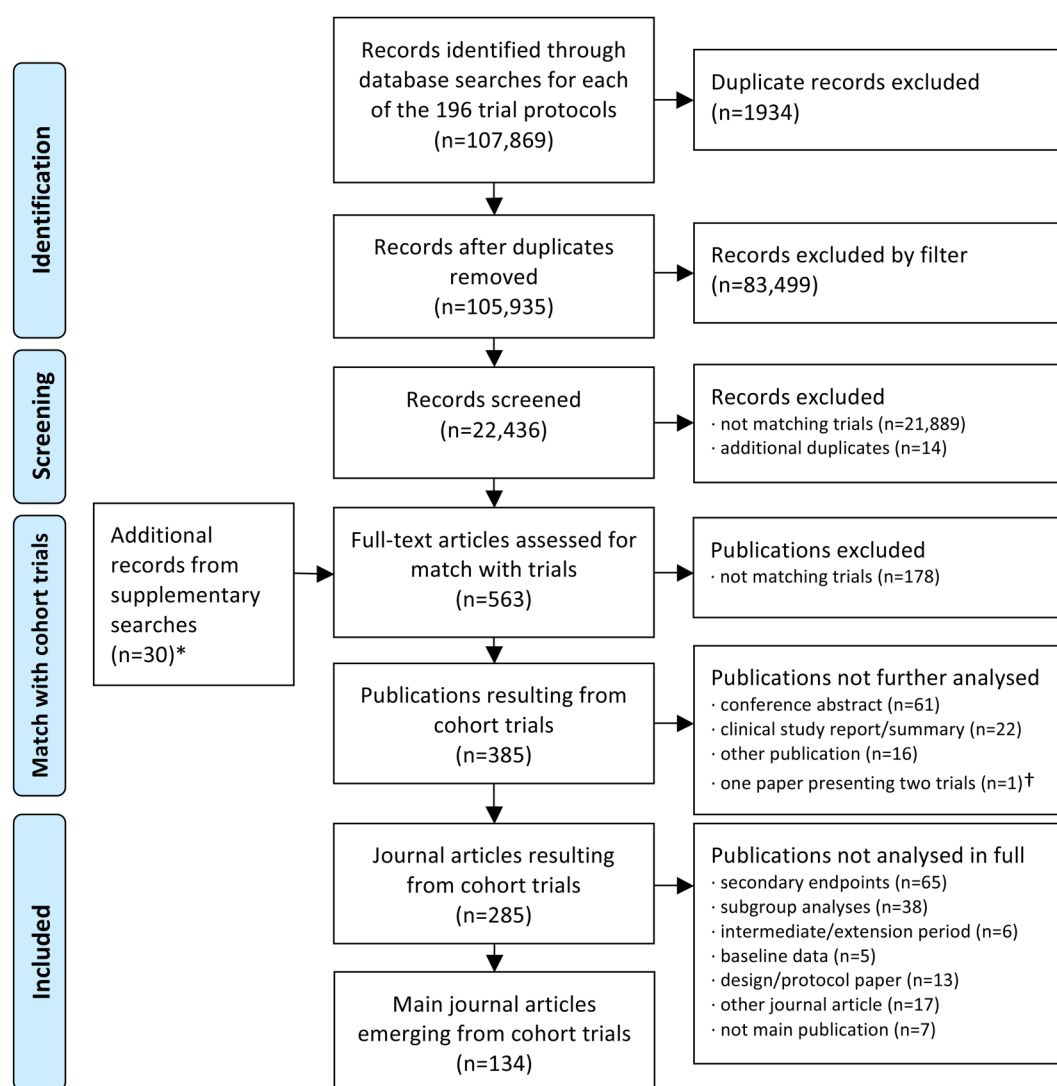 Identification
Records identified through
database searches for each
of the 196 trial protocols
(n=107,869)
Duplicate records excluded
(n=1934)
Records after duplicates
removed
(n=105,935)
Records excluded by filter
(n=83,499)
Screening
Records screened
(n=22,436)
Records excluded
· not matching trials (n=21,889)
· additional duplicates (n=14)
Match with cohort trials
Additional
records from
supplementary
searches
(n=30)*
Full-text articles assessed for
match with trials
(n=563)
Publications excluded
· not matching trials (n=178)
Publications resulting from
cohort trials
(n=385)
Publications not further analysed
· conference abstract (n=61)
· clinical study report/summary (n=22)
· other publication (n=16)
· one paper presenting two trials (n=1)†
Included
Journal articles resulting
from cohort trials
(n=285)
Publications not analysed in full
· secondary endpoints (n=65)
· subgroup analyses (n=38)
· intermediate/extension period (n=6)
· baseline data (n=5)
· design/protocol paper (n=13)
· other journal article (n=17)
· not main publication (n=7)
Main journal articles
emerging from cohort trials
(n=134)